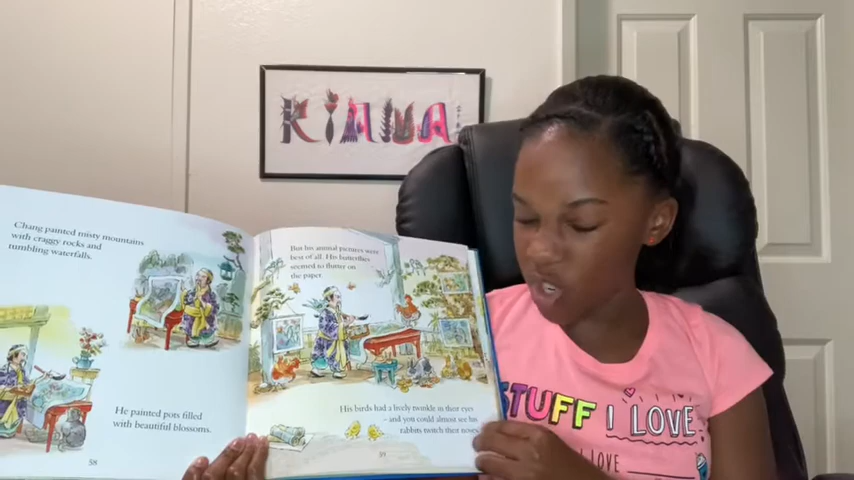 KINNA
Chang painted misty mountains
with craggy rocks and
tumbling waterfalls.
He painted pots filled
with beautiful blossoms.
58
But his animal pictures were
best of all. His butterflies
seemed to flutter on
the paper.
His birds had a lively twinkle in their eyes
– and you could almost see his
rabbits twitch their noses.
59
STUFF
I LOVE